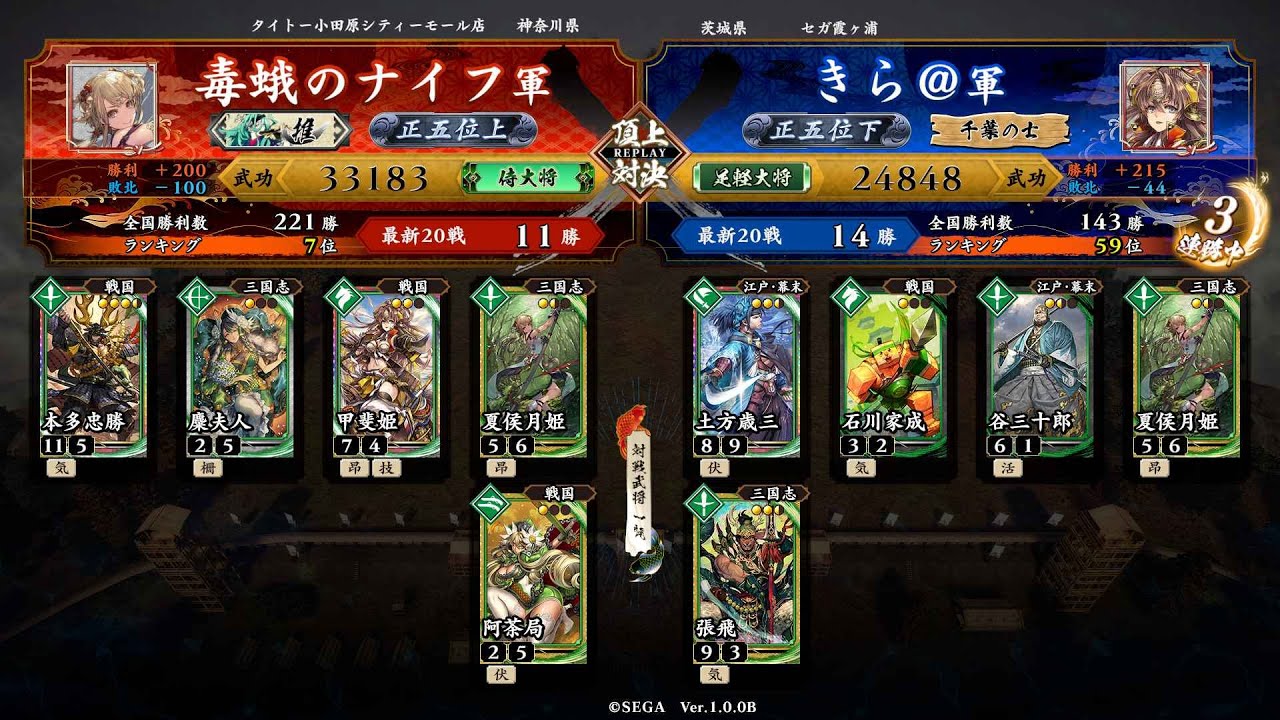 タイトー小田原シティーモール店 神奈川県
茨城県 セガ霞ヶ浦
毒蛾のナイフ軍
きら@軍
推 正五位上
正五位下 千葉の士
頂上
REPLAY
対決
勝利 +200
敗北 -100
武功 33183 侍大将
足軽大将 24848 武功
勝利 +215
敗北 -44
全国勝利数 221勝
ランキング 7位
最新20戦 11勝
最新20戦 14勝
全国勝利数 143勝
ランキング 59位
3
連勝中
戦国 三国志 戦国 三国志
江戸・幕末 戦国 江戸・幕末 三国志
本多忠勝 麋夫人 甲斐姫 夏侯月姫
土方歳三 石川家成 谷三十郎 夏侯月姫
11 5 2 5 7 4 5 6
8 9 3 2 6 1 5 6
気 柵 昂 技 昂
伏 気 活 昂
対戦武将一覧
戦国 三国志
阿茶局 張飛
2 5 9 3
伏 気
©SEGA Ver.1.0.0B